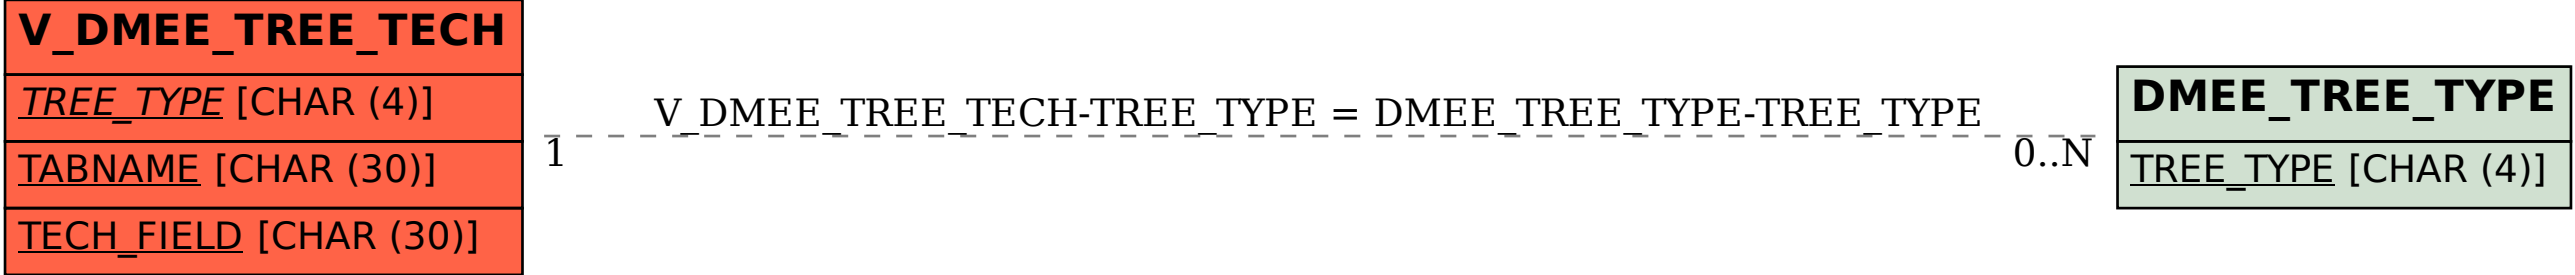 V_DMEE_TREE_TECH
TREE_TYPE [CHAR (4)]
TABNAME [CHAR (30)]
TECH_FIELD [CHAR (30)]
V_DMEE_TREE_TECH-TREE_TYPE = DMEE_TREE_TYPE-TREE_TYPE
1
0..N
DMEE_TREE_TYPE
TREE_TYPE [CHAR (4)]